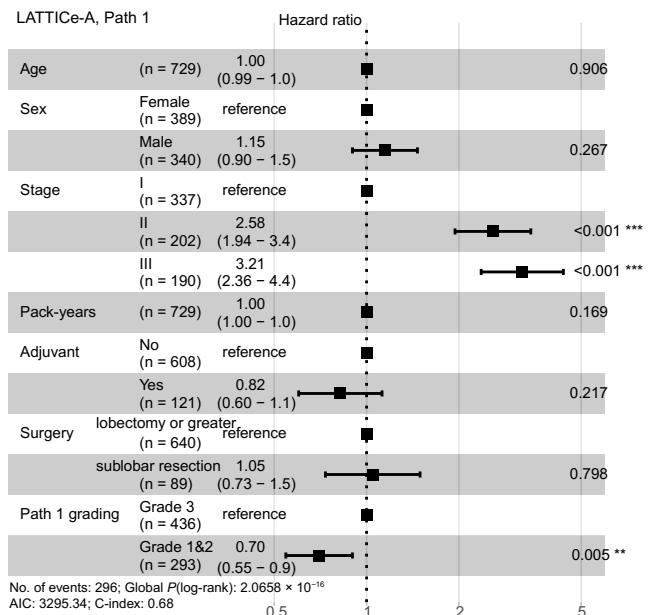 LATTICe-A, Path 1
Hazard ratio
Age (n = 729) 1.00 (0.99 − 1.0) 0.906
Sex Female (n = 389) reference
Male (n = 340) 1.15 (0.90 − 1.5) 0.267
Stage I (n = 337) reference
II (n = 202) 2.58 (1.94 − 3.4) <0.001 ***
III (n = 190) 3.21 (2.36 − 4.4) <0.001 ***
Pack-years (n = 729) 1.00 (1.00 − 1.0) 0.169
Adjuvant No (n = 608) reference
Yes (n = 121) 0.82 (0.60 − 1.1) 0.217
Surgery lobectomy or greater (n = 640) reference
sublobar resection (n = 89) 1.05 (0.73 − 1.5) 0.798
Path 1 grading Grade 3 (n = 436) reference
Grade 1&2 (n = 293) 0.70 (0.55 − 0.9) 0.005 **
No. of events: 296; Global P(log-rank): 2.0658 × 10⁻¹⁶
AIC: 3295.34; C-index: 0.68
0.5 1 2 5